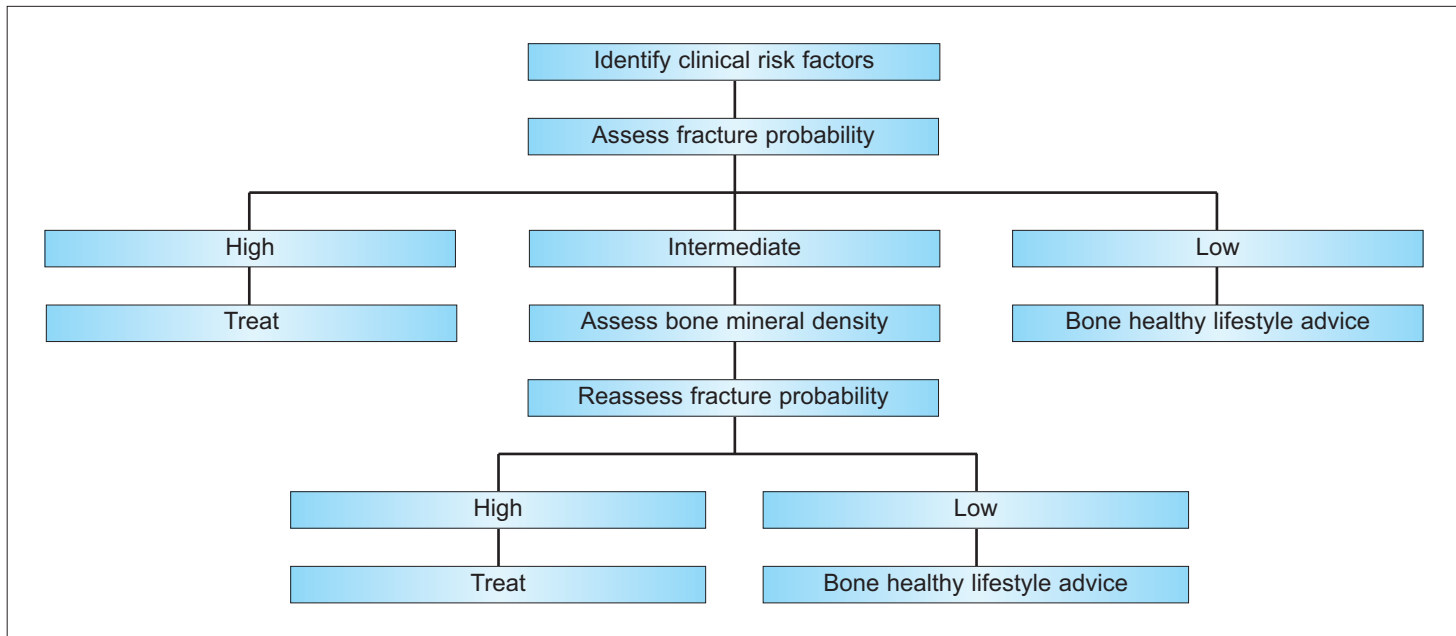 Identify clinical risk factors
Assess fracture probability
High
Intermediate
Low
Treat
Assess bone mineral density
Bone healthy lifestyle advice
Reassess fracture probability
High
Low
Treat
Bone healthy lifestyle advice